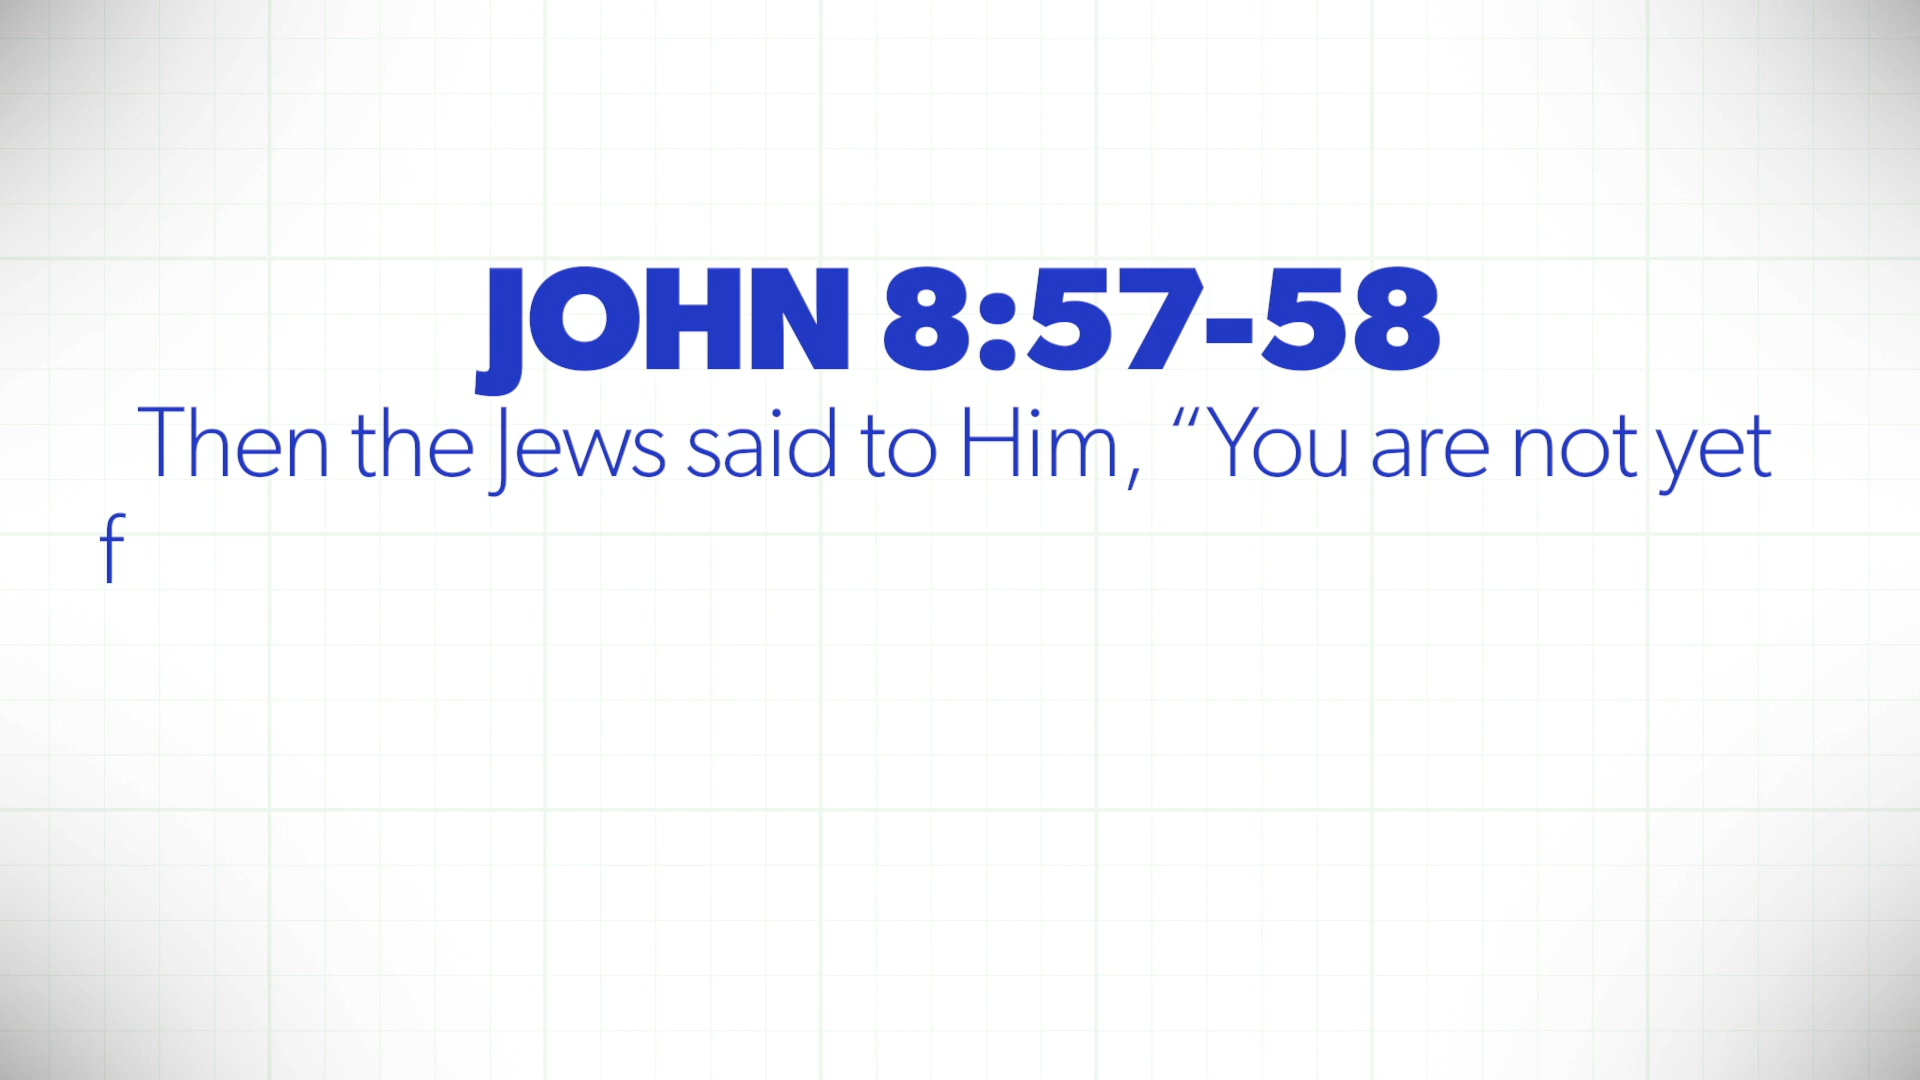 JOHN 8:57-58
Then the Jews said to Him, “You are not yet
f